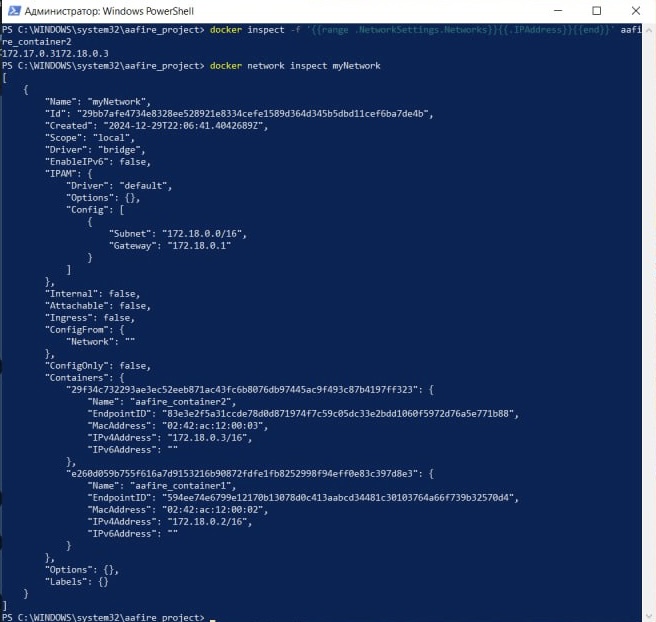 Администратор: Windows PowerShell
PS C:\WINDOWS\system32\aafire_project> docker inspect -f '{{range .NetworkSettings.Networks}}{{.IPAddress}}{{end}}' aafi
re_container2
172.17.0.3172.18.0.3
PS C:\WINDOWS\system32\aafire_project> docker network inspect myNetwork
[
    {
        "Name": "myNetwork",
        "Id": "29bb7afe4734e8328ee528921e8334cefe1589d364d345b5dbd11cef6ba7de4b",
        "Created": "2024-12-29T22:06:41.4042689Z",
        "Scope": "local",
        "Driver": "bridge",
        "EnableIPv6": false,
        "IPAM": {
            "Driver": "default",
            "Options": {},
            "Config": [
                {
                    "Subnet": "172.18.0.0/16",
                    "Gateway": "172.18.0.1"
                }
            ]
        },
        "Internal": false,
        "Attachable": false,
        "Ingress": false,
        "ConfigFrom": {
            "Network": ""
        },
        "ConfigOnly": false,
        "Containers": {
            "29f34c732293ae3ec52eeb871ac43fc6b8076db97445ac9f493c87b4197ff323": {
                "Name": "aafire_container2",
                "EndpointID": "83e3e2f5a31ccde78d0d871974f7c59c05dc33e2bdd1060f5972d76a5e771b88",
                "MacAddress": "02:42:ac:12:00:03",
                "IPv4Address": "172.18.0.3/16",
                "IPv6Address": ""
            },
            "e260d059b755f616a7d9153216b90872fdfe1fb8252998f94eff0e83c397d8e3": {
                "Name": "aafire_container1",
                "EndpointID": "594ee74e6799e12170b13078d0c413aabcd34481c30103764a66f739b32570d4",
                "MacAddress": "02:42:ac:12:00:02",
                "IPv4Address": "172.18.0.2/16",
                "IPv6Address": ""
            }
        },
        "Options": {},
        "Labels": {}
    }
]
PS C:\WINDOWS\system32\aafire_project> _